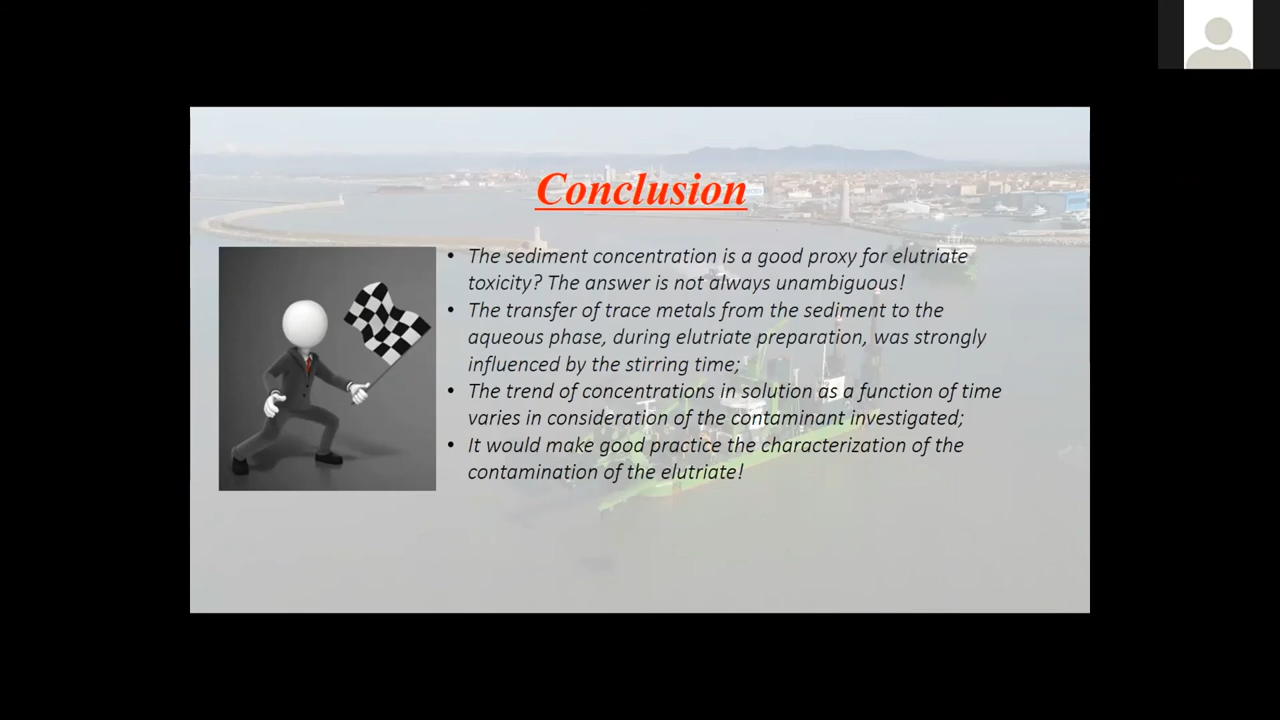 Conclusion
• The sediment concentration is a good proxy for elutriate
toxicity? The answer is not always unambiguous!
• The transfer of trace metals from the sediment to the
aqueous phase, during elutriate preparation, was strongly
influenced by the stirring time;
• The trend of concentrations in solution as a function of time
varies in consideration of the contaminant investigated;
• It would make good practice the characterization of the
contamination of the elutriate!